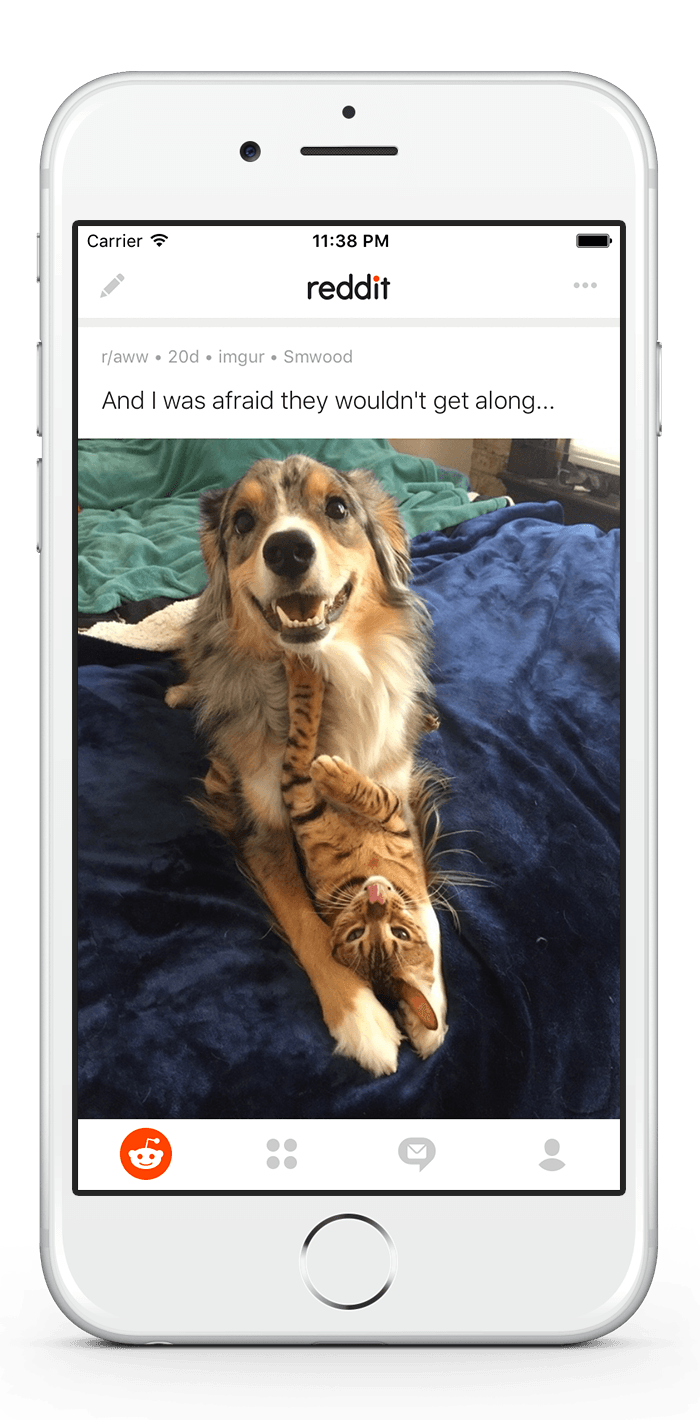 Carrier 11:38 PM
reddit
r/aww • 20d • imgur • Smwood
And I was afraid they wouldn't get along...